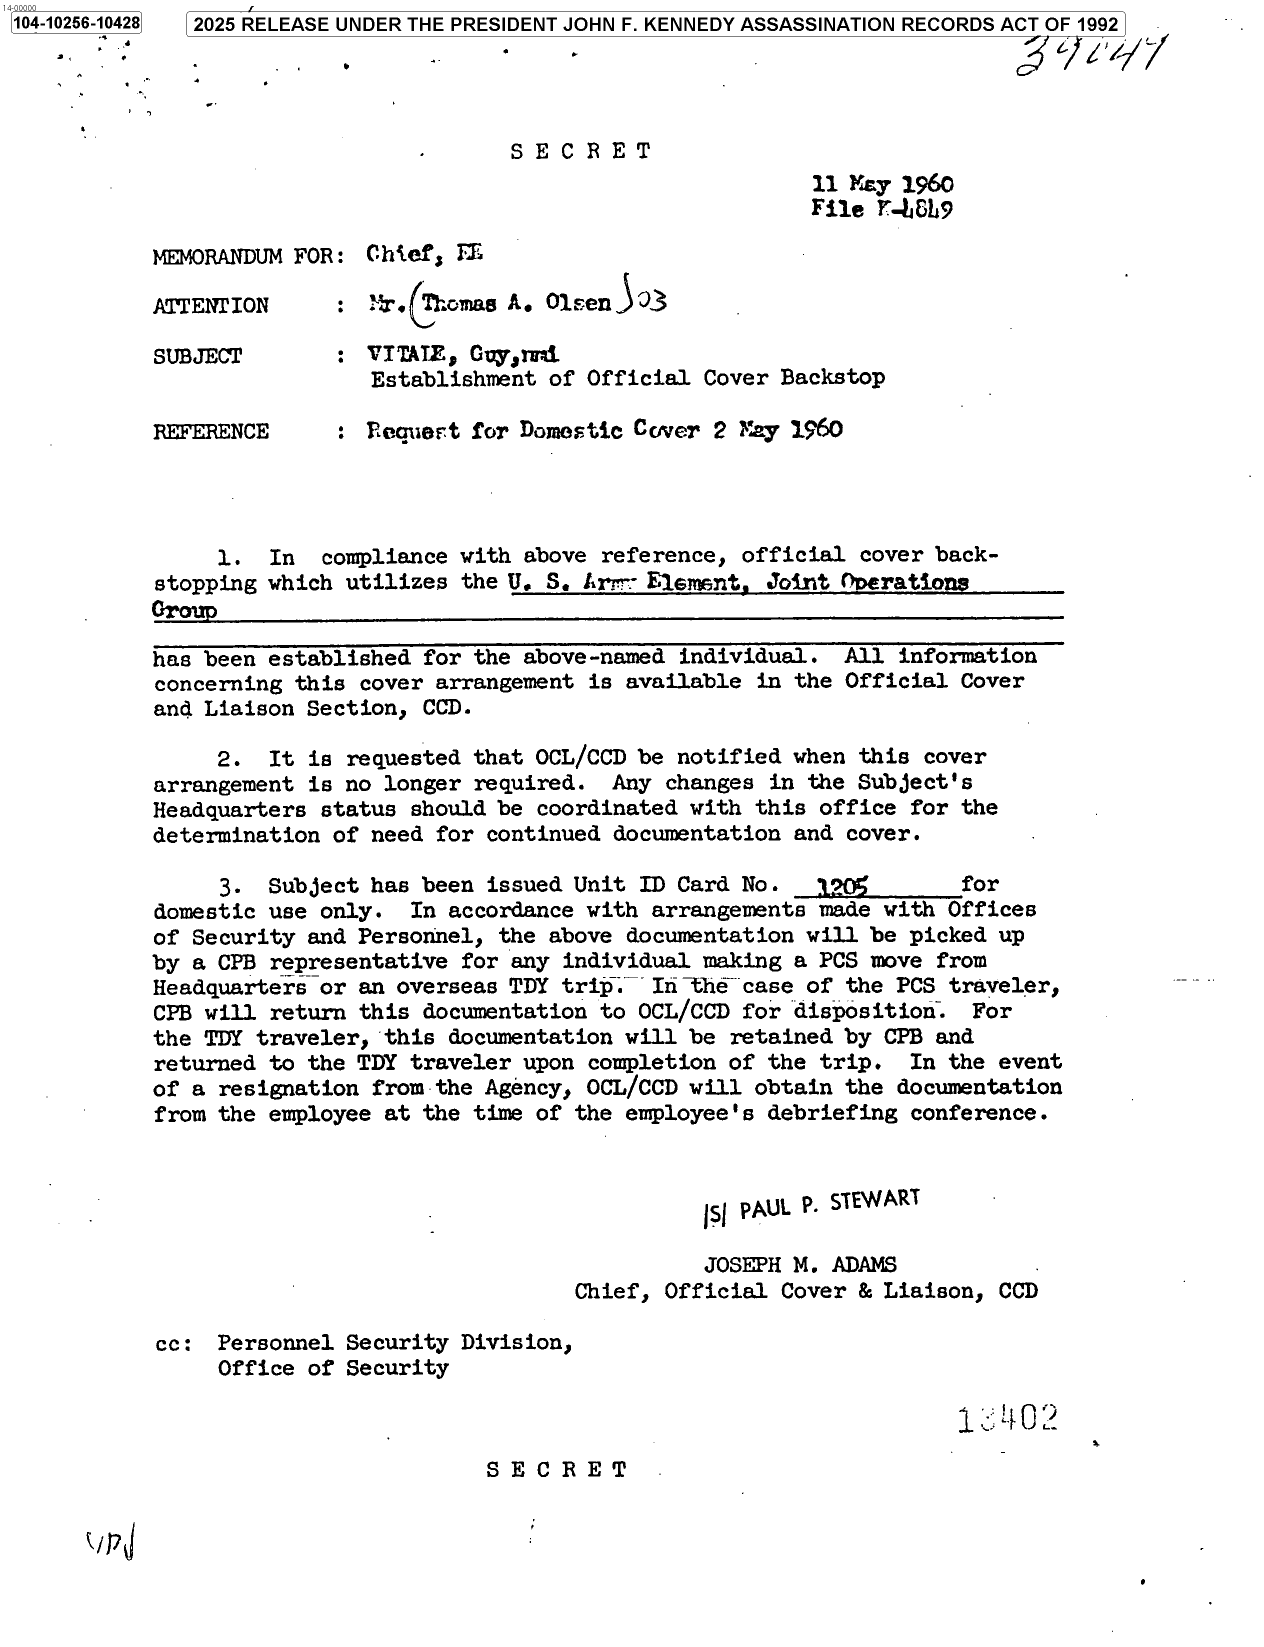 14-00000
104-10256-10428
2025 RELEASE UNDER THE PRESIDENT JOHN F. KENNEDY ASSASSINATION RECORDS ACT OF 1992
S E C R E T
11 May 1960
File K-4849
MEMORANDUM FOR: Chief, FE
ATTENTION : Mr. (Thomas A. Olsen) 03
SUBJECT : VITALE, Guy, nmi
Establishment of Official Cover Backstop
REFERENCE : Request for Domestic Cover 2 May 1960
1. In compliance with above reference, official cover back-
stopping which utilizes the U. S. Army Element, Joint Operations
Group
has been established for the above-named individual. All information
concerning this cover arrangement is available in the Official Cover
and Liaison Section, CCD.
2. It is requested that OCL/CCD be notified when this cover
arrangement is no longer required. Any changes in the Subject's
Headquarters status should be coordinated with this office for the
determination of need for continued documentation and cover.
3. Subject has been issued Unit ID Card No. 1205 for
domestic use only. In accordance with arrangements made with Offices
of Security and Personnel, the above documentation will be picked up
by a CPB representative for any individual making a PCS move from
Headquarters or an overseas TDY trip. In the case of the PCS traveler,
CPB will return this documentation to OCL/CCD for disposition. For
the TDY traveler, this documentation will be retained by CPB and
returned to the TDY traveler upon completion of the trip. In the event
of a resignation from the Agency, OCL/CCD will obtain the documentation
from the employee at the time of the employee's debriefing conference.
/S/ PAUL P. STEWART
JOSEPH M. ADAMS
Chief, Official Cover & Liaison, CCD
cc: Personnel Security Division,
Office of Security
13402
S E C R E T